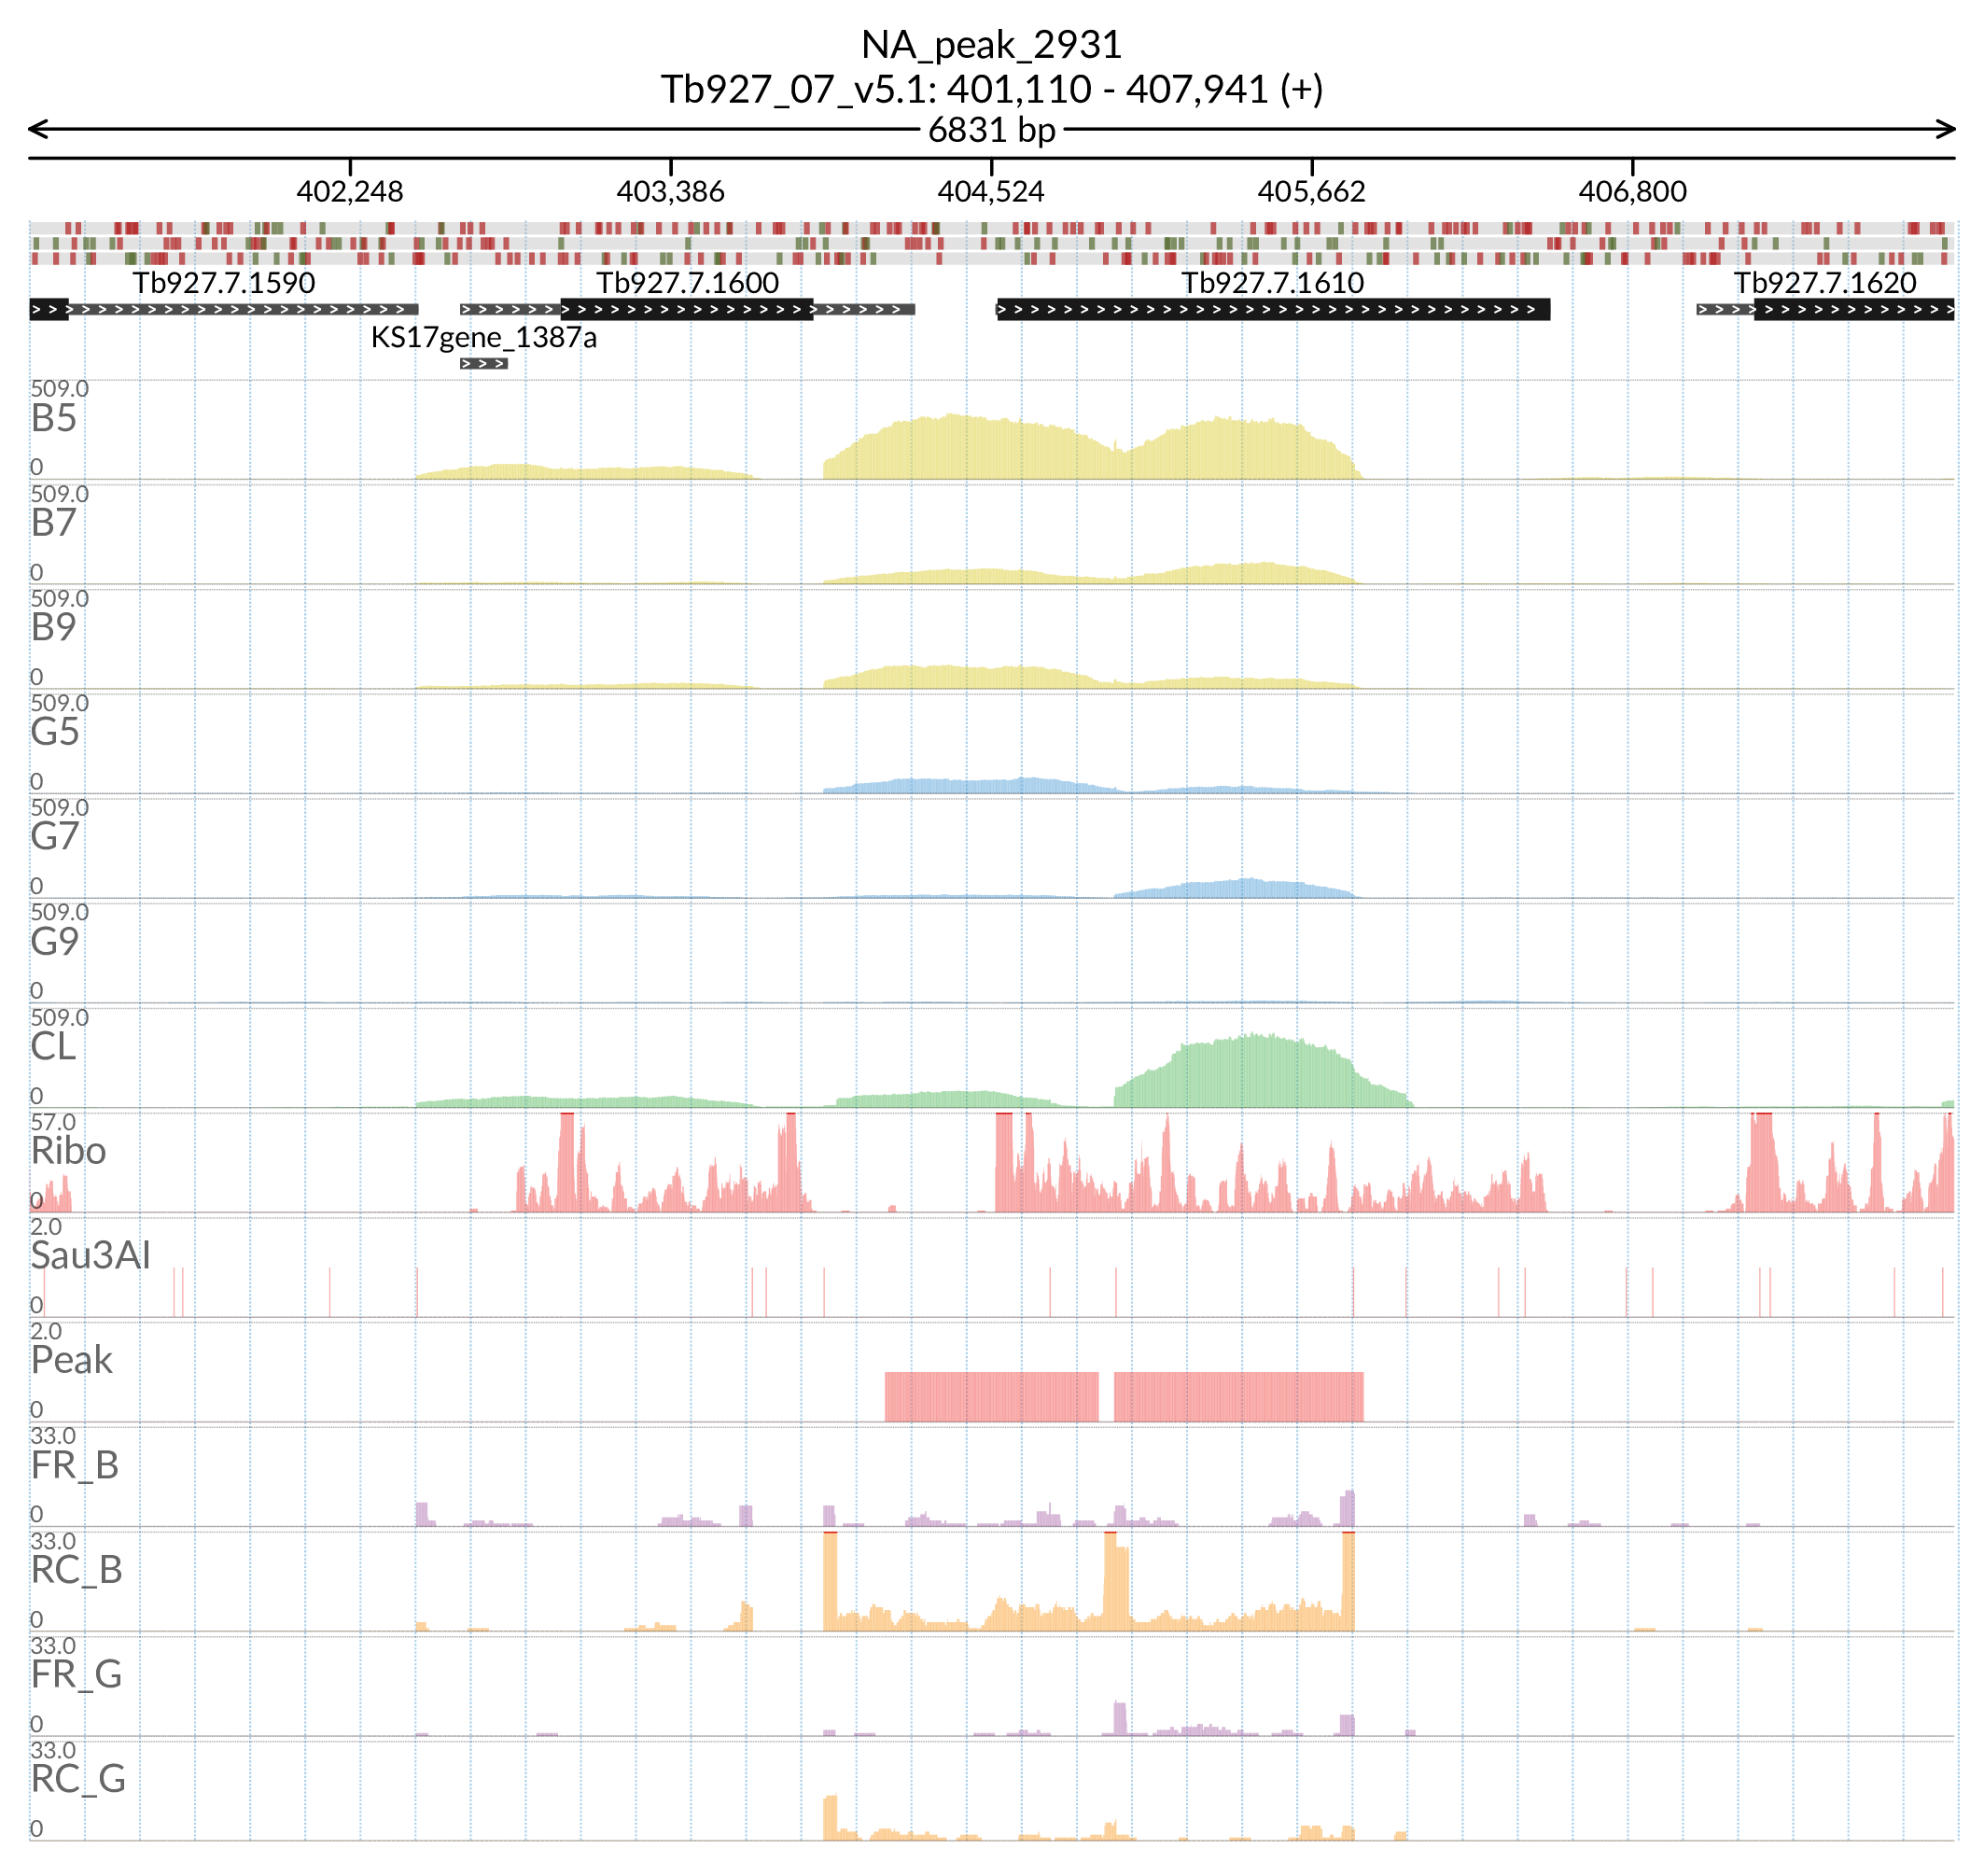 NA_peak_2931
Tb927_07_v5.1: 401,110 - 407,941 (+)
6831 bp
402,248 403,386 404,524 405,662 406,800
Tb927.7.1590 Tb927.7.1600 Tb927.7.1610 Tb927.7.1620
KS17gene_1387a
509.0
B5
0
509.0
B7
0
509.0
B9
0
509.0
G5
0
509.0
G7
0
509.0
G9
0
509.0
CL
0
57.0
Ribo
0
2.0
Sau3AI
0
2.0
Peak
0
33.0
FR_B
0
33.0
RC_B
0
33.0
FR_G
0
33.0
RC_G
0